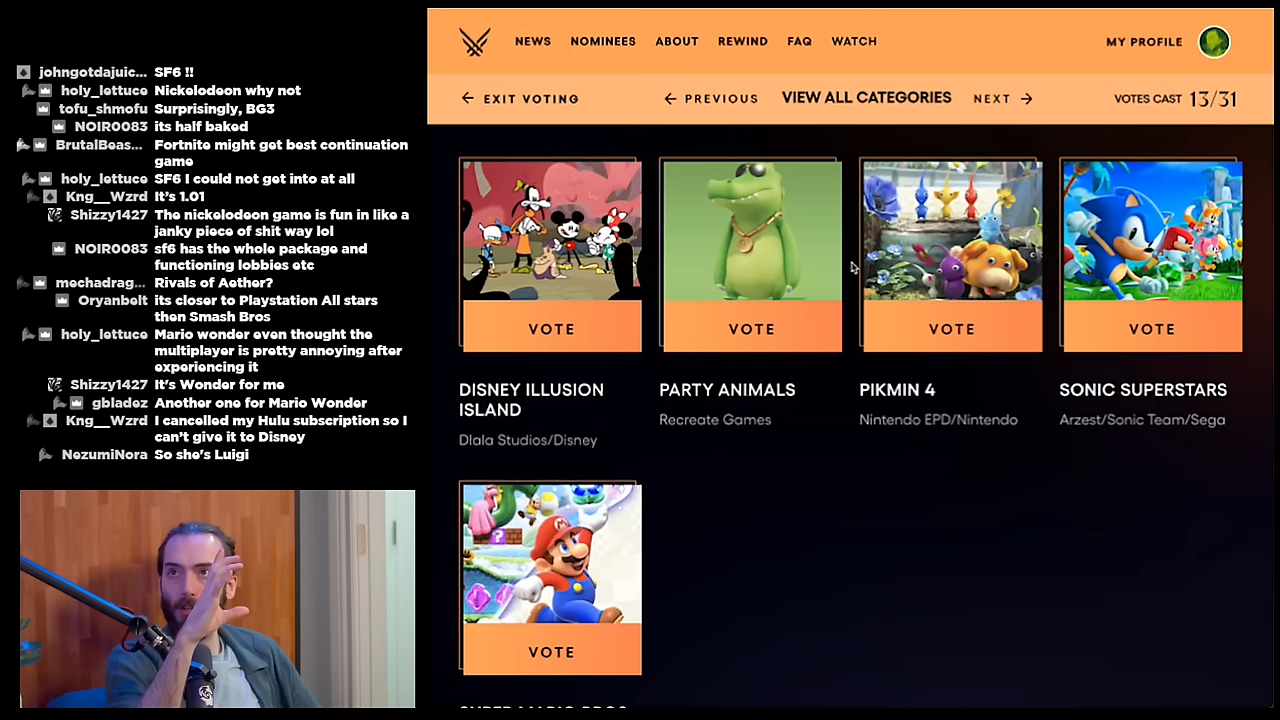 johngotdajuic... SF6 !!
holy_lettuce Nickelodeon why not
tofu_shmofu Surprisingly, BG3
NOIR0083 its half baked
BrutalBeas... Fortnite might get best continuation
game
holy_lettuce SF6 I could not get into at all
Kng__Wzrd It's 1.01
Shizzy1427 The nickelodeon game is fun in like a
janky piece of shit way lol
NOIR0083 sf6 has the whole package and
functioning lobbies etc
mechadrag... Rivals of Aether?
Oryanbelt its closer to Playstation All stars
then Smash Bros
holy_lettuce Mario wonder even thought the
multiplayer is pretty annoying after
experiencing it
Shizzy1427 It's Wonder for me
gbladez Another one for Mario Wonder
Kng__Wzrd I cancelled my Hulu subscription so I
can't give it to Disney
NezumiNora So she's Luigi
NEWS NOMINEES ABOUT REWIND FAQ WATCH MY PROFILE
← EXIT VOTING ← PREVIOUS VIEW ALL CATEGORIES NEXT → VOTES CAST 13/31
VOTE VOTE VOTE VOTE
DISNEY ILLUSION
ISLAND
Dlala Studios/Disney
PARTY ANIMALS
Recreate Games
PIKMIN 4
Nintendo EPD/Nintendo
SONIC SUPERSTARS
Arzest/Sonic Team/Sega
VOTE
SUPER MARIO BROS